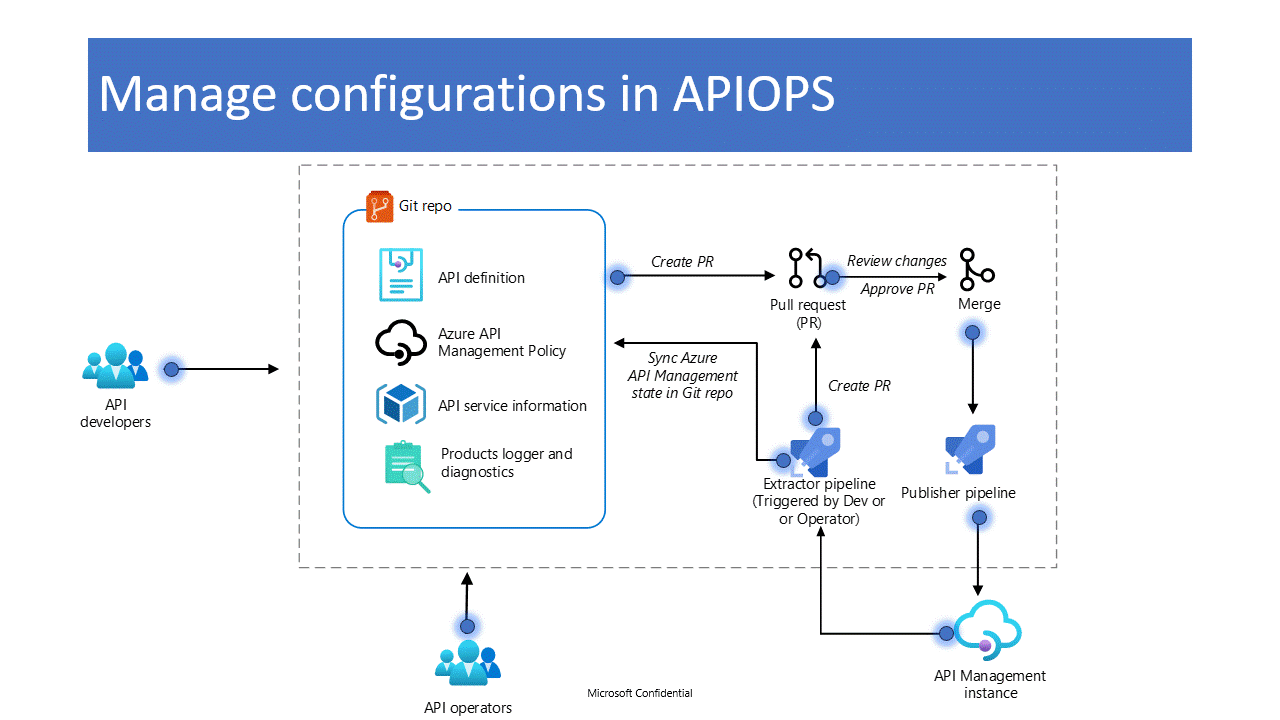 Manage configurations in APIOPS
Git repo
API definition
Azure API
Management Policy
API service information
Products logger and
diagnostics
Create PR
Pull request
(PR)
Review changes
Approve PR
Merge
Sync Azure
API Management
state in Git repo
Create PR
Extractor pipeline
(Triggered by Dev or
or Operator)
Publisher pipeline
API
developers
API operators
API Management
instance
Microsoft Confidential